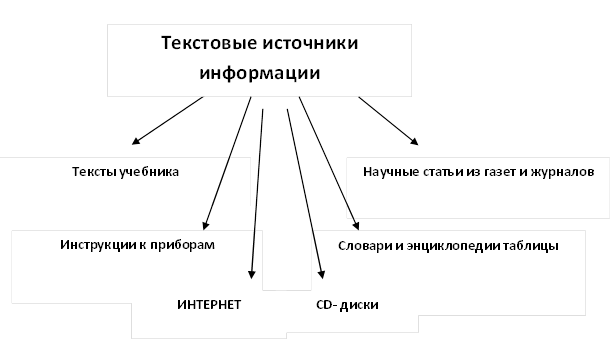 Текстовые источники
информации
Тексты учебника
Научные статьи из газет и журналов
Инструкции к приборам
Словари и энциклопедии таблицы
ИНТЕРНЕТ
CD- диски